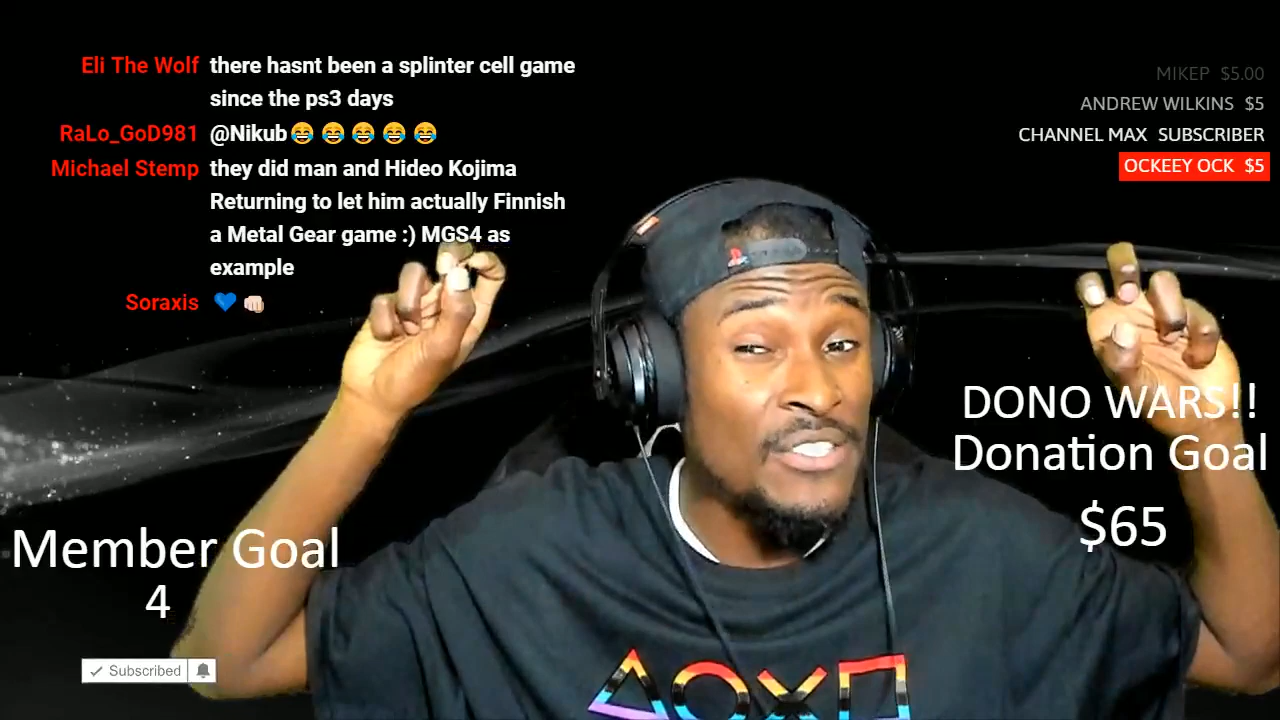 Eli The Wolf there hasnt been a splinter cell game
since the ps3 days
RaLo_GoD981 @Nikub😂😂😂😂😂
Michael Stemp they did man and Hideo Kojima
Returning to let him actually Finnish
a Metal Gear game :) MGS4 as
example
Soraxis 💙👊🏻
MIKEP $5.00
ANDREW WILKINS $5
CHANNEL MAX SUBSCRIBER
OCKEEY OCK $5
DONO WARS!!
Donation Goal
$65
Member Goal
4
Subscribed